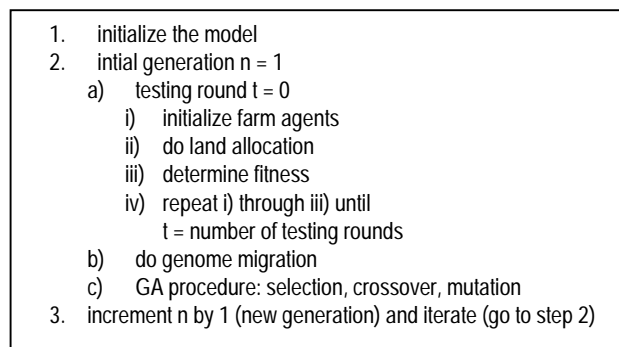 1. initialize the model
2. intial generation n = 1
a) testing round t = 0
i) initialize farm agents
ii) do land allocation
iii) determine fitness
iv) repeat i) through iii) until
t = number of testing rounds
b) do genome migration
c) GA procedure: selection, crossover, mutation
3. increment n by 1 (new generation) and iterate (go to step 2)